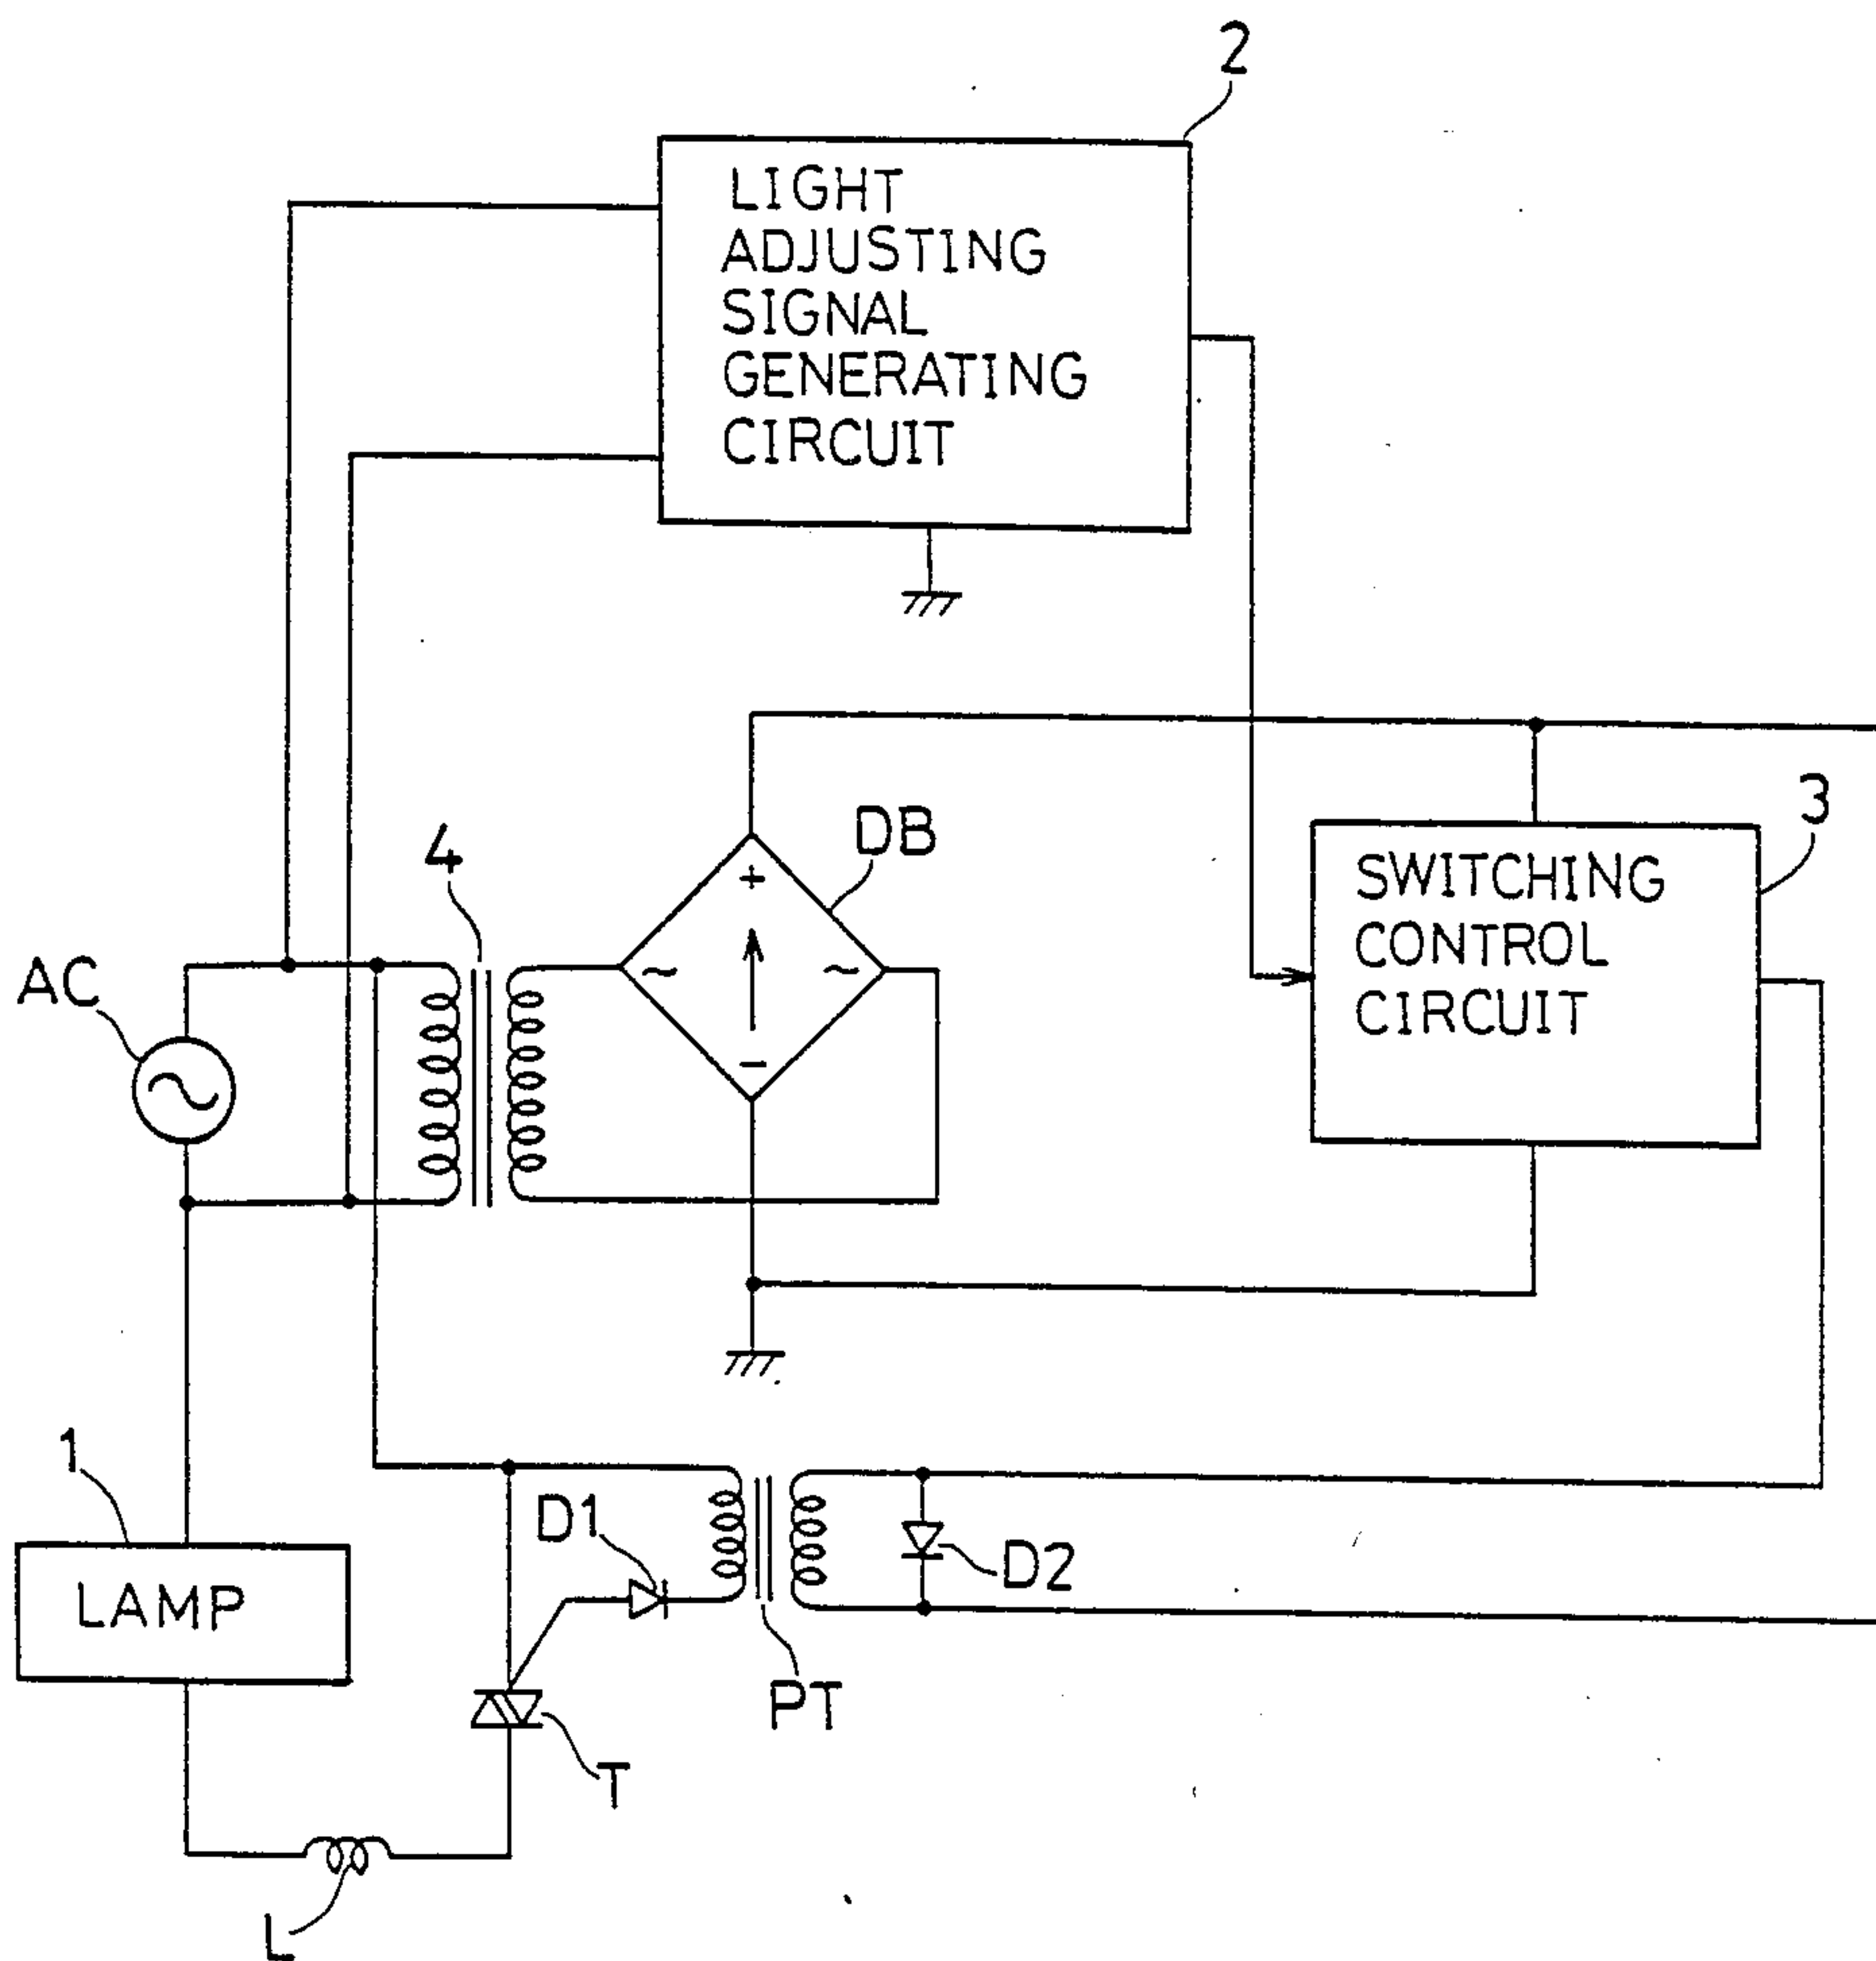 2
LIGHT
ADJUSTING
SIGNAL
GENERATING
CIRCUIT
3
SWITCHING
CONTROL
CIRCUIT
4
DB
+
~
~
−
AC
1
LAMP
D1
D2
PT
T
L